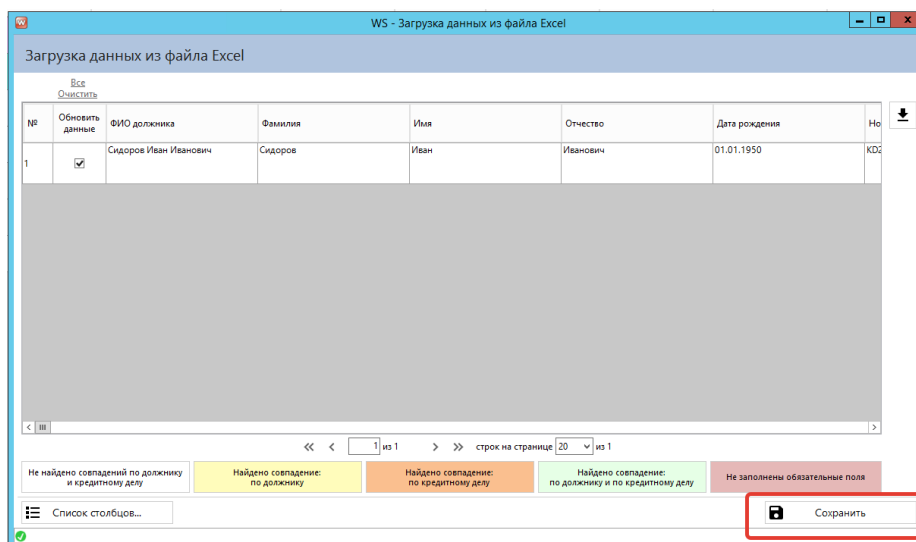 WS - Загрузка данных из файла Excel
Загрузка данных из файла Excel
Все
Очистить
№ Обновить данные ФИО должника Фамилия Имя Отчество Дата рождения Но
1 Сидоров Иван Иванович Сидоров Иван Иванович 01.01.1950 KD2
1 из 1 строк на странице 20 из 1
Не найдено совпадений по должнику
и кредитному делу
Найдено совпадение:
по должнику
Найдено совпадение:
по кредитному делу
Найдено совпадение:
по должнику и по кредитному делу
Не заполнены обязательные поля
Список столбцов...
Сохранить